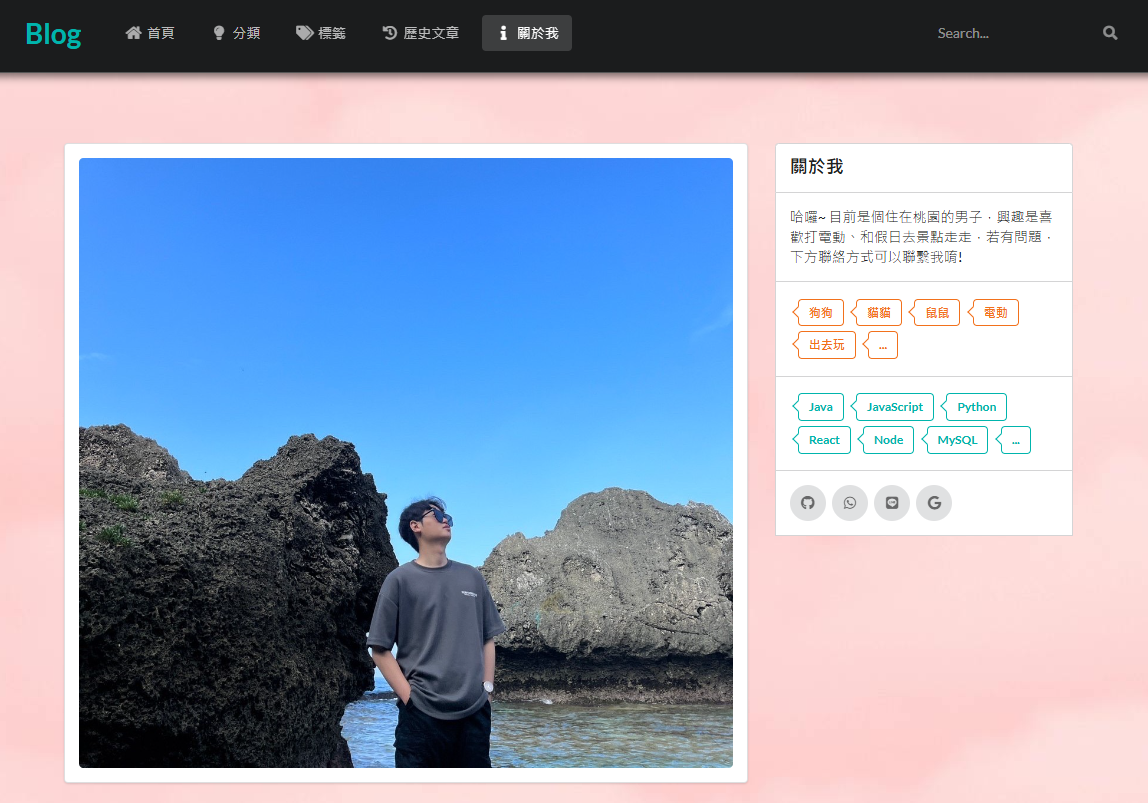 Blog
首頁
分類
標籤
歷史文章
關於我
Search...
關於我
哈囉~ 目前是個住在桃園的男子，興趣是喜
歡打電動、和假日去景點走走，若有問題，
下方聯絡方式可以聯繫我唷!
狗狗
貓貓
鼠鼠
電動
出去玩
...
Java
JavaScript
Python
React
Node
MySQL
...